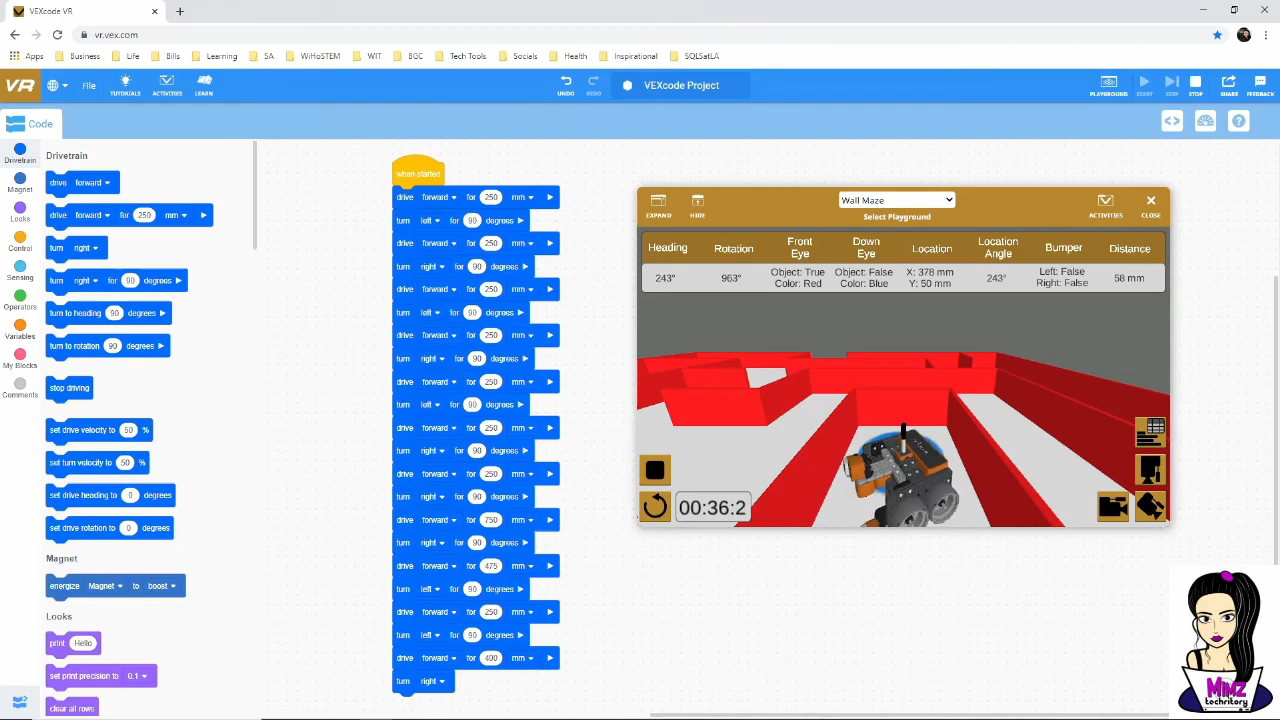 VEXcode VR
vr.vex.com
Apps Business Life Bills Learning SA WiHoSTEM WIT BGC Tech Tools Socials Health Inspirational SQLSatLA
VR File TUTORIALS ACTIVITIES LEARN UNDO REDO VEXcode Project PLAYGROUND START STEP STOP SHARE FEEDBACK
Code
Drivetrain
Magnet
Looks
Control
Sensing
Operators
Variables
My Blocks
Comments
Drivetrain
drive forward
drive forward for 250 mm
turn right
turn right for 90 degrees
turn to heading 90 degrees
turn to rotation 90 degrees
stop driving
set drive velocity to 50 %
set turn velocity to 50 %
set drive heading to 0 degrees
set drive rotation to 0 degrees
Magnet
energize Magnet to boost
Looks
print Hello
set print precision to 0.1
clear all rows
when started
drive forward for 250 mm
turn left for 90 degrees
drive forward for 250 mm
turn right for 90 degrees
drive forward for 250 mm
turn left for 90 degrees
drive forward for 250 mm
turn right for 90 degrees
drive forward for 250 mm
turn left for 90 degrees
drive forward for 250 mm
turn right for 90 degrees
drive forward for 250 mm
turn right for 90 degrees
drive forward for 750 mm
turn right for 90 degrees
drive forward for 475 mm
turn left for 90 degrees
drive forward for 250 mm
turn left for 90 degrees
drive forward for 400 mm
turn right
EXPAND HIDE Wall Maze ACTIVITIES CLOSE
Select Playground
Heading Rotation Front Eye Down Eye Location Location Angle Bumper Distance
243° 963° Object: True Object: False X: 378 mm 243° Left: False 58 mm
Color: Red Color: Blue Y: 50 mm Right: False
00:36:2
MiMZ
techritory